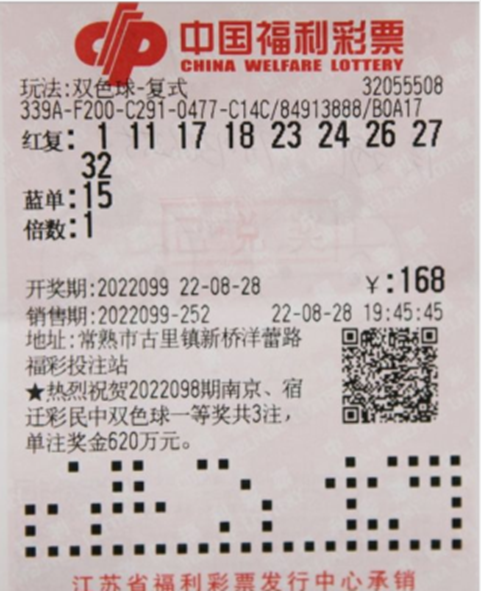 中国福利彩票
CHINA WELFARE LOTTERY
玩法:双色球-复式 32055508
339A-F200-C291-0477-C14C/84913888/B0A17
红复: 1 11 17 18 23 24 26 27
32
蓝单:15
倍数:1
开奖期:2022099 22-08-28 ￥:168
销售期:2022099-252 22-08-28 19:45:45
地址:常熟市古里镇新桥洋蕾路
福彩投注站
★热烈祝贺2022098期南京、宿
迁彩民中双色球一等奖共3注，
单注奖金620万元。
江苏省福利彩票发行中心承销